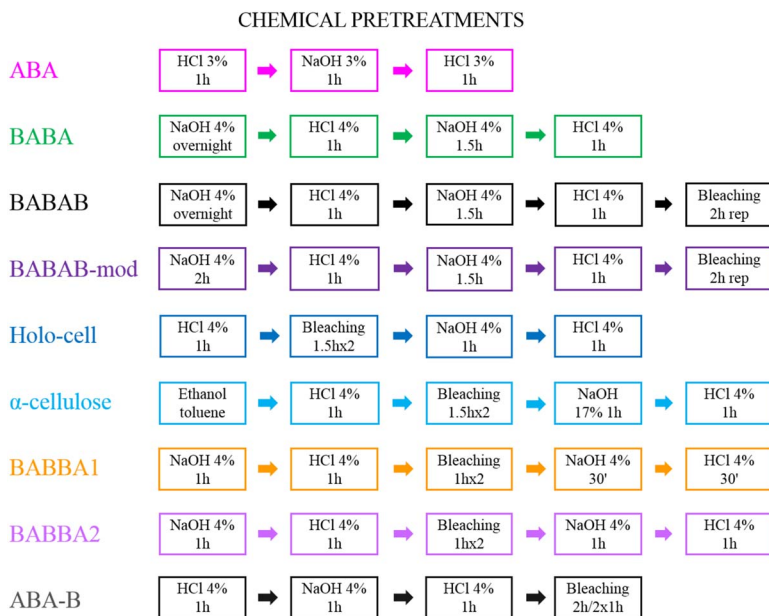 CHEMICAL PRETREATMENTS
ABA
HCl 3%
1h
NaOH 3%
1h
HCl 3%
1h
BABA
NaOH 4%
overnight
HCl 4%
1h
NaOH 4%
1.5h
HCl 4%
1h
BABAB
NaOH 4%
overnight
HCl 4%
1h
NaOH 4%
1.5h
HCl 4%
1h
Bleaching
2h rep
BABAB-mod
NaOH 4%
2h
HCl 4%
1h
NaOH 4%
1.5h
HCl 4%
1h
Bleaching
2h rep
Holo-cell
HCl 4%
1h
Bleaching
1.5hx2
NaOH 4%
1h
HCl 4%
1h
α-cellulose
Ethanol
toluene
HCl 4%
1h
Bleaching
1.5hx2
NaOH
17% 1h
HCl 4%
1h
BABBA1
NaOH 4%
1h
HCl 4%
1h
Bleaching
1hx2
NaOH 4%
30'
HCl 4%
30'
BABBA2
NaOH 4%
1h
HCl 4%
1h
Bleaching
1hx2
NaOH 4%
1h
HCl 4%
1h
ABA-B
HCl 4%
1h
NaOH 4%
1h
HCl 4%
1h
Bleaching
2h/2x1h